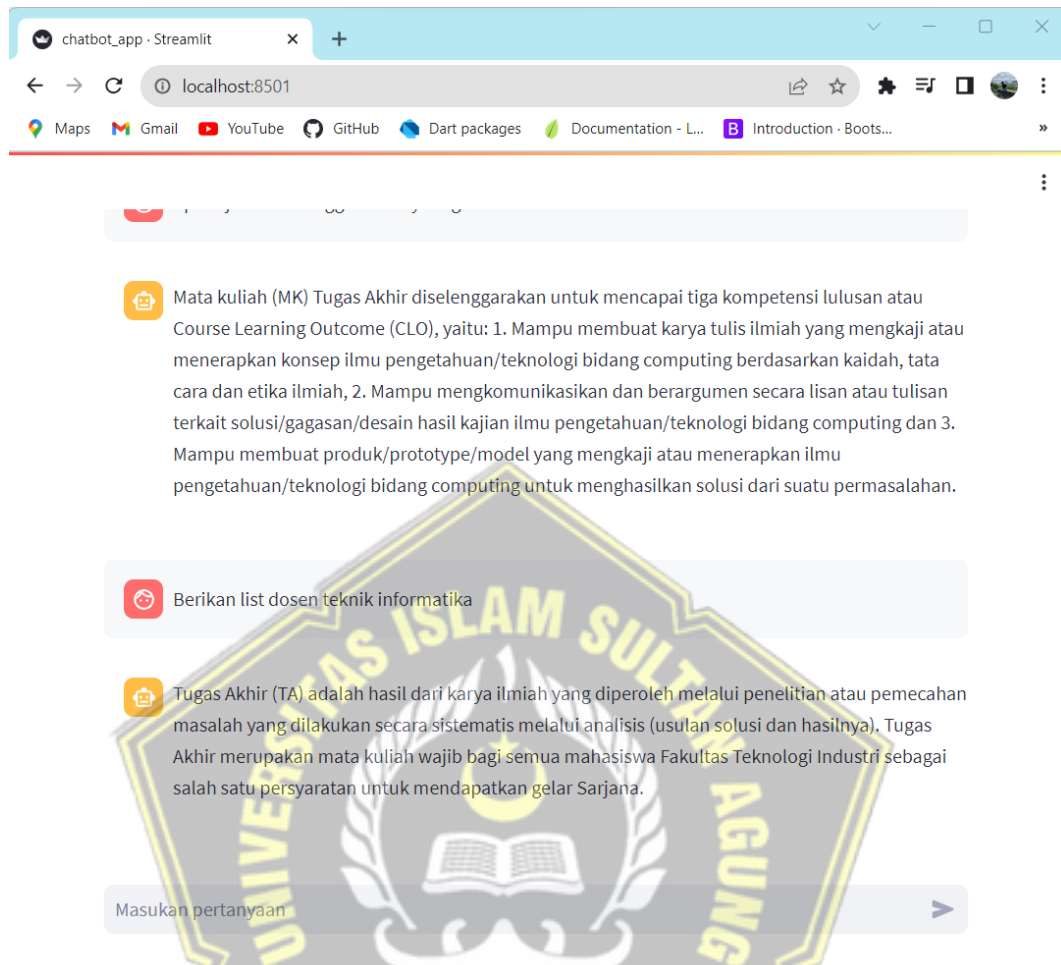 chatbot_app · Streamlit
localhost:8501
Maps Gmail YouTube GitHub Dart packages Documentation - L... Introduction · Boots... »
Mata kuliah (MK) Tugas Akhir diselenggarakan untuk mencapai tiga kompetensi lulusan atau
Course Learning Outcome (CLO), yaitu: 1. Mampu membuat karya tulis ilmiah yang mengkaji atau
menerapkan konsep ilmu pengetahuan/teknologi bidang computing berdasarkan kaidah, tata
cara dan etika ilmiah, 2. Mampu mengkomunikasikan dan berargumen secara lisan atau tulisan
terkait solusi/gagasan/desain hasil kajian ilmu pengetahuan/teknologi bidang computing dan 3.
Mampu membuat produk/prototype/model yang mengkaji atau menerapkan ilmu
pengetahuan/teknologi bidang computing untuk menghasilkan solusi dari suatu permasalahan.
Berikan list dosen teknik informatika
Tugas Akhir (TA) adalah hasil dari karya ilmiah yang diperoleh melalui penelitian atau pemecahan
masalah yang dilakukan secara sistematis melalui analisis (usulan solusi dan hasilnya). Tugas
Akhir merupakan mata kuliah wajib bagi semua mahasiswa Fakultas Teknologi Industri sebagai
salah satu persyaratan untuk mendapatkan gelar Sarjana.
Masukan pertanyaan
UNIVERSITAS ISLAM SULTAN AGUNG